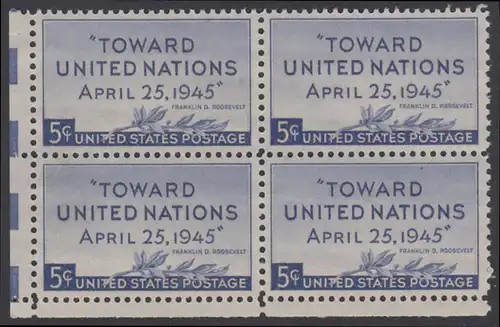 "TOWARD
UNITED NATIONS
APRIL 25, 1945"
FRANKLIN D. ROOSEVELT
5¢ UNITED STATES POSTAGE
"TOWARD
UNITED NATIONS
APRIL 25, 1945"
FRANKLIN D. ROOSEVELT
5¢ UNITED STATES POSTAGE
"TOWARD
UNITED NATIONS
APRIL 25, 1945"
FRANKLIN D. ROOSEVELT
5¢ UNITED STATES POSTAGE
"TOWARD
UNITED NATIONS
APRIL 25, 1945"
FRANKLIN D. ROOSEVELT
5¢ UNITED STATES POSTAGE